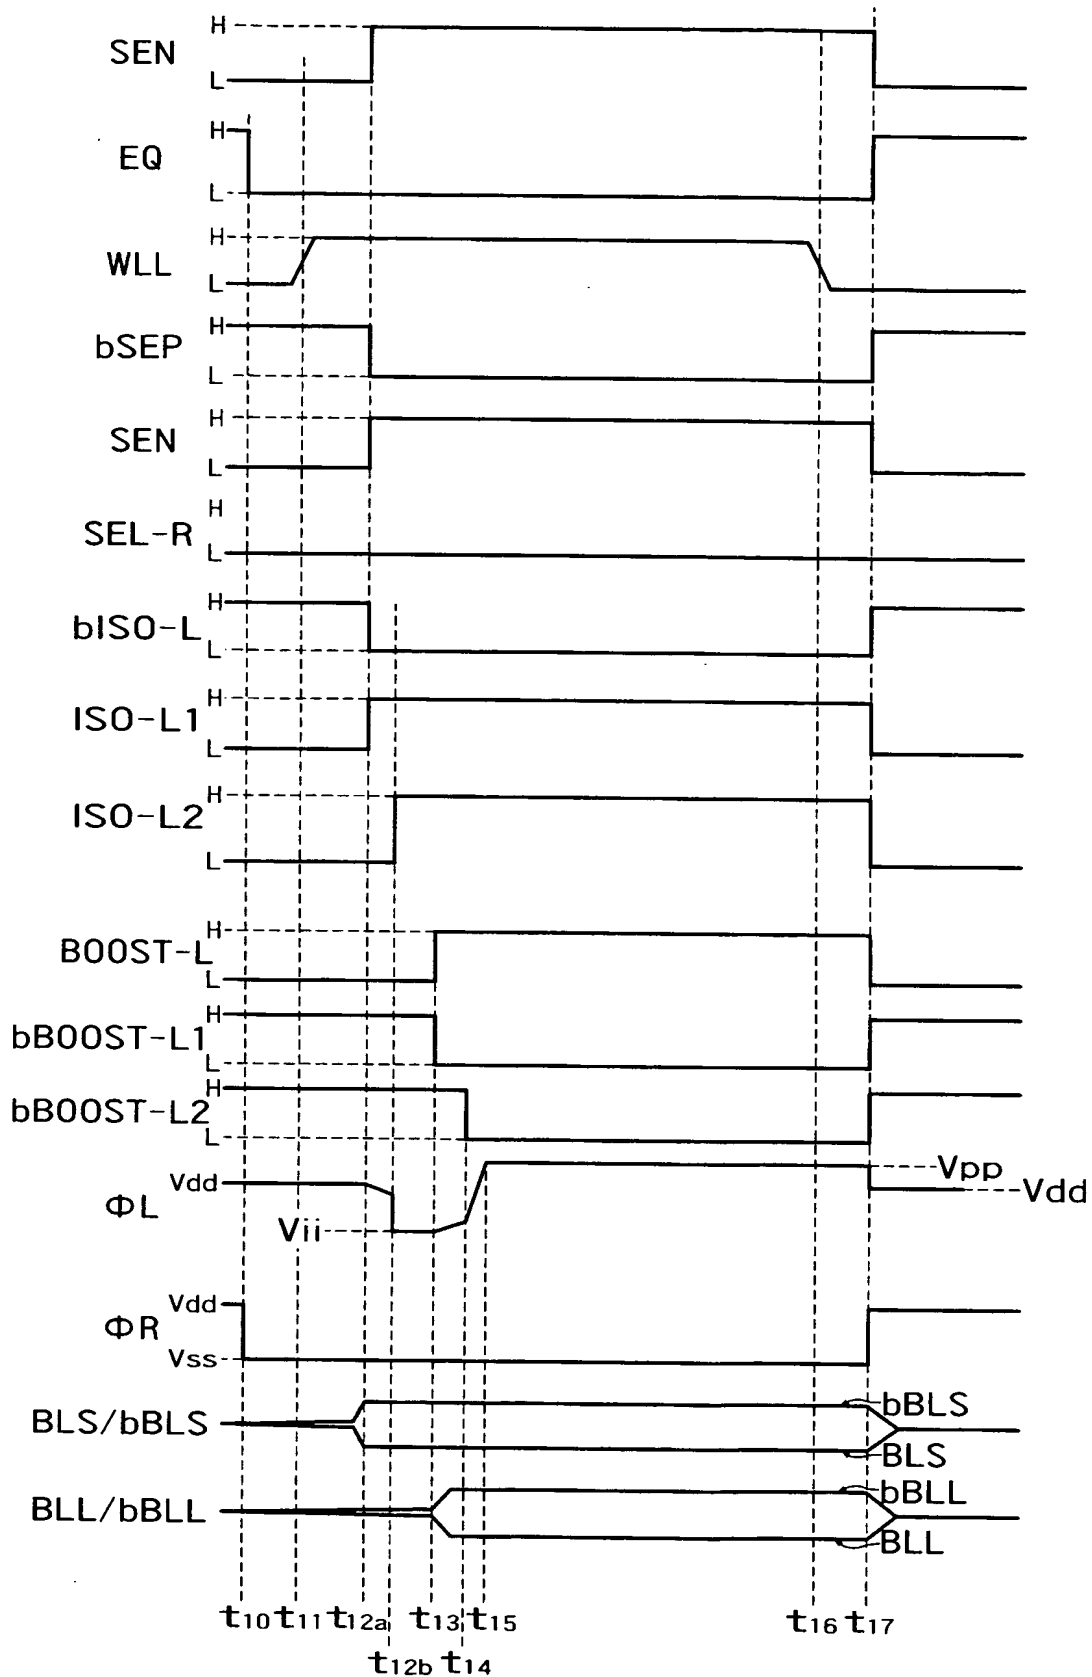 H
SEN
L
H
EQ
L
H
WLL
L
H
bSEP
L
H
SEN
L
H
SEL-R
L
H
bISO-L
L
H
ISO-L1
L
H
ISO-L2
L
H
BOOST-L
L
H
bBOOST-L1
L
H
bBOOST-L2
L
Vdd
ΦL
Vii
Vpp
Vdd
Vdd
ΦR
Vss
BLS/bBLS
bBLS
BLS
BLL/bBLL
bBLL
BLL
t10 t11 t12a t13 t15 t16 t17
t12b t14